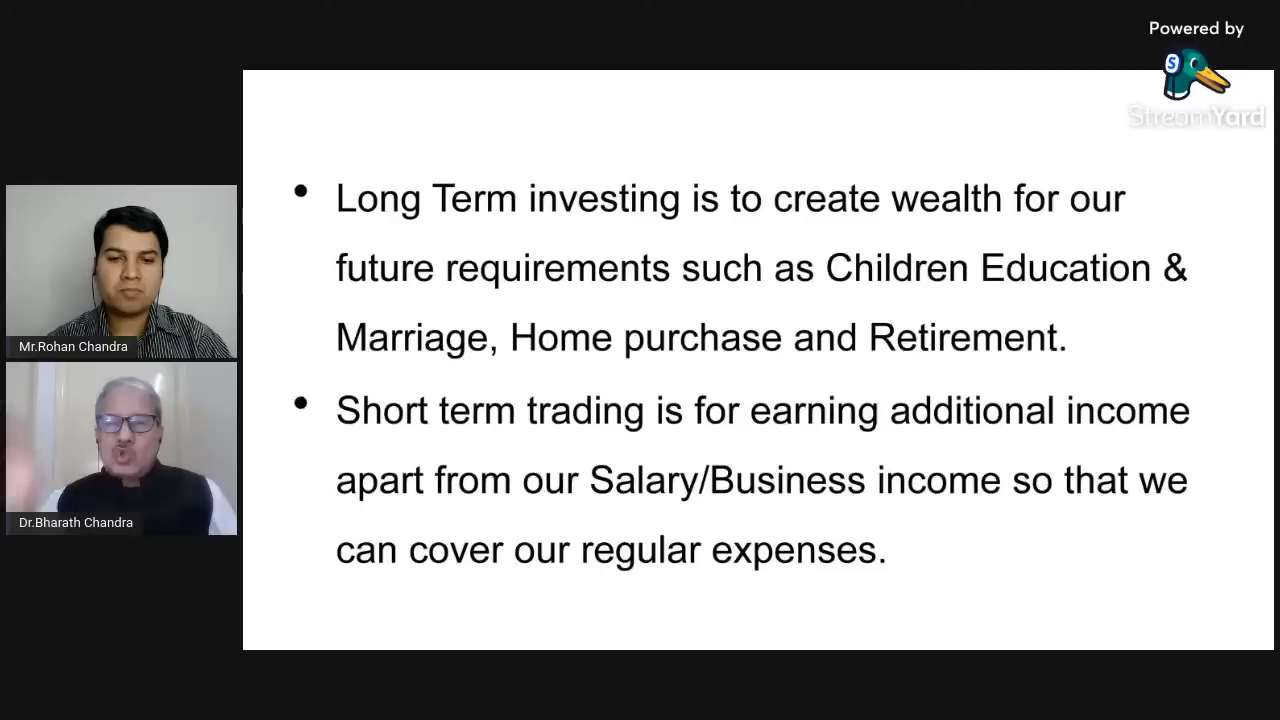 Powered by
StreamYard
• Long Term investing is to create wealth for our
future requirements such as Children Education &
Marriage, Home purchase and Retirement.
• Short term trading is for earning additional income
apart from our Salary/Business income so that we
can cover our regular expenses.
Mr.Rohan Chandra
Dr.Bharath Chandra